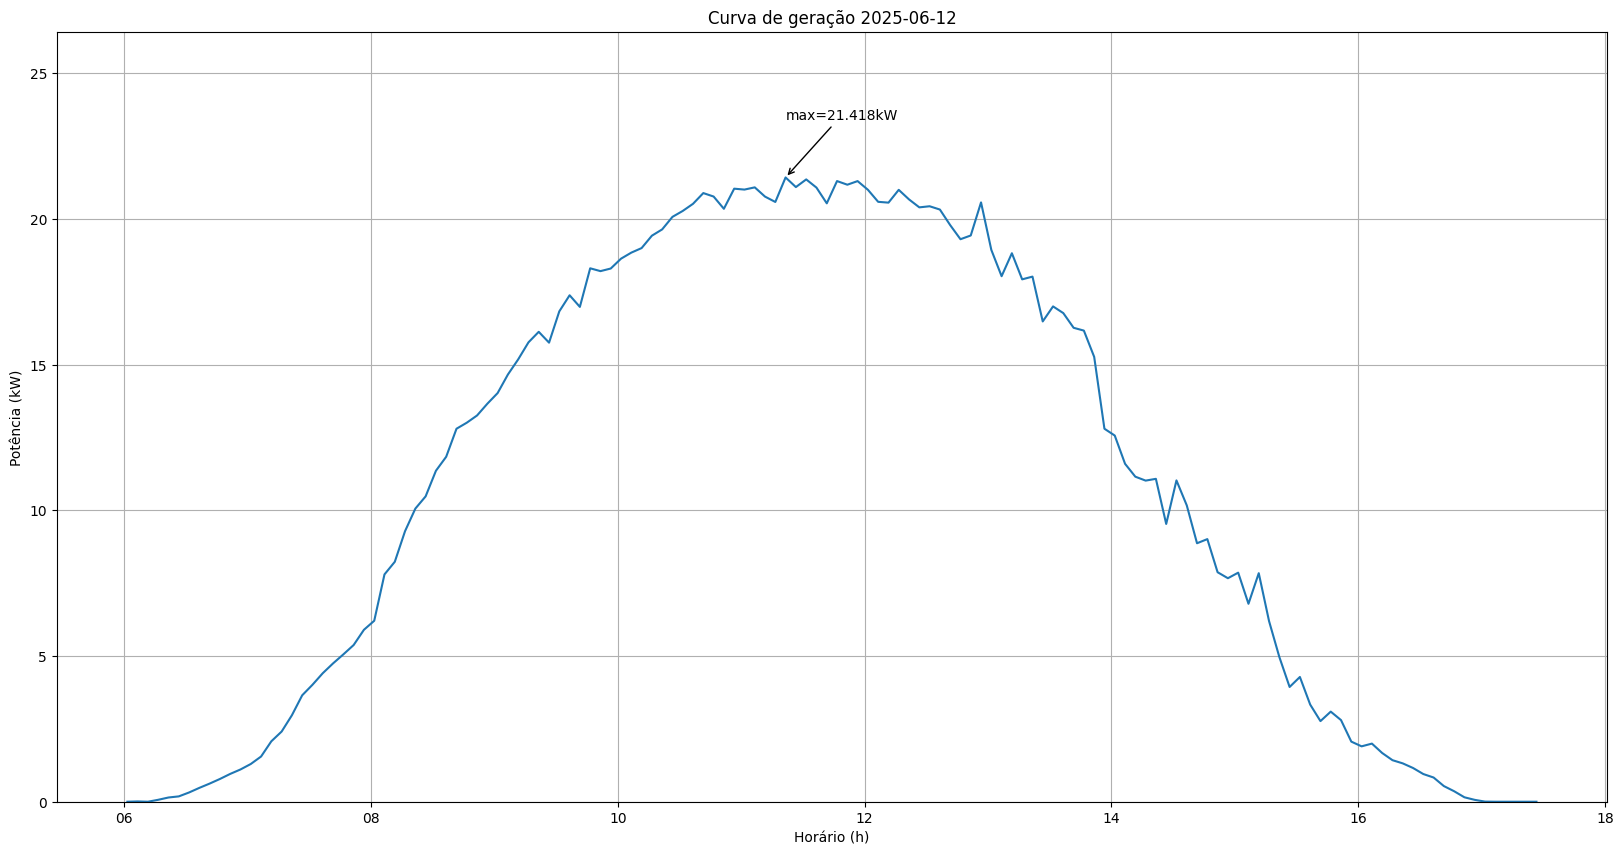 Curva de geração 2025-06-12
25
max=21.418kW
20
15
Potência (kW)
10
5
0
06 08 10 12 14 16 18
Horário (h)